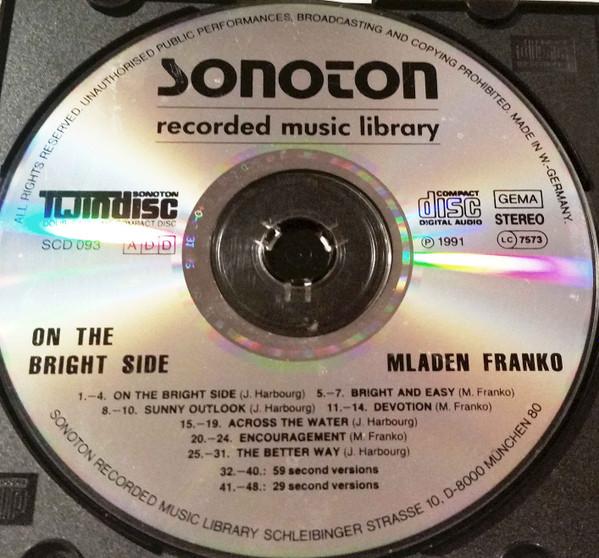 ALL RIGHTS RESERVED. UNAUTHORISED PUBLIC PERFORMANCES, BROADCASTING AND COPYING PROHIBITED. MADE IN W.-GERMANY.
SONOTON
recorded music library
SONOTON
TWINDISC
COMPACT DISC
SCD 093 ADD
COMPACT
disc
DIGITAL AUDIO
GEMA
STEREO
℗ 1991
LC 7573
ON THE
BRIGHT SIDE
MLADEN FRANKO
1.–4. ON THE BRIGHT SIDE (J. Harbourg) 5.–7. BRIGHT AND EASY (M. Franko)
8.–10. SUNNY OUTLOOK (J. Harbourg) 11.–14. DEVOTION (M. Franko)
15.–19. ACROSS THE WATER (J. Harbourg)
20.–24. ENCOURAGEMENT (M. Franko)
25.–31. THE BETTER WAY (J. Harbourg)
32.–40.: 59 second versions
41.–48.: 29 second versions
SONOTON RECORDED MUSIC LIBRARY SCHLEIBINGER STRASSE 10, D-8000 MÜNCHEN 80